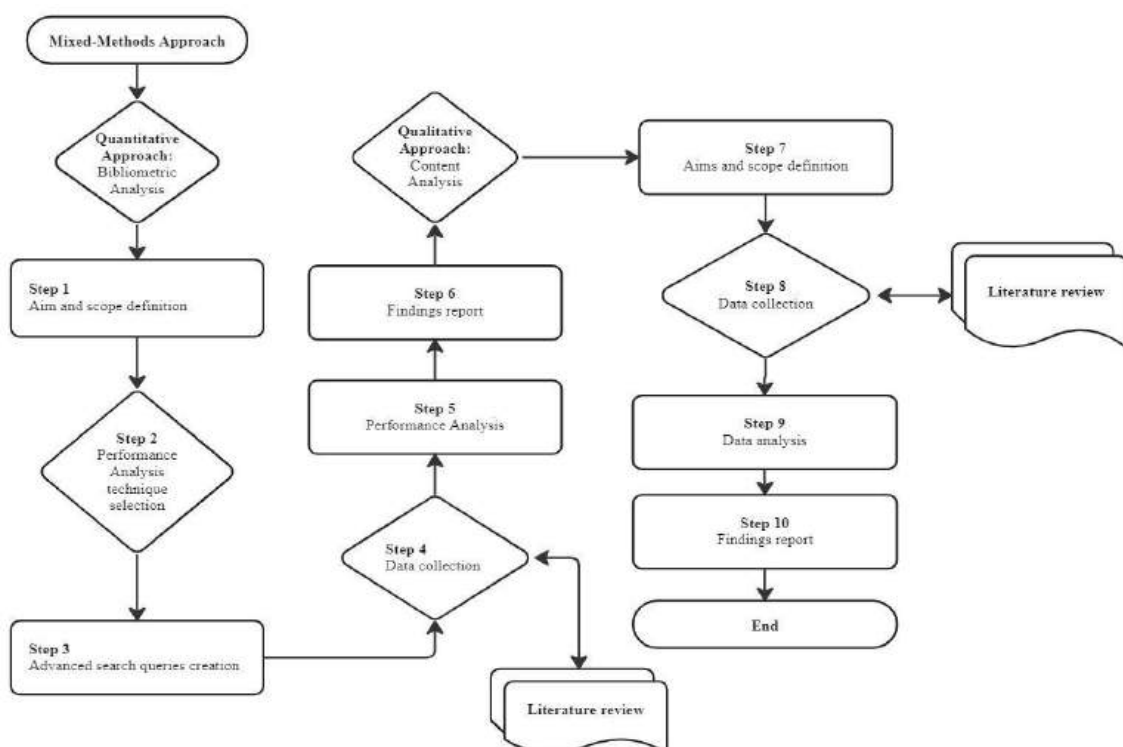 Mixed-Methods Approach
Quantitative
Approach:
Bibliometric
Analysis
Step 1
Aim and scope definition
Step 2
Performance
Analysis
technique
selection
Step 3
Advanced search queries creation
Step 4
Data collection
Literature review
Step 5
Performance Analysis
Step 6
Findings report
Qualitative
Approach:
Content
Analysis
Step 7
Aims and scope definition
Step 8
Data collection
Literature review
Step 9
Data analysis
Step 10
Findings report
End